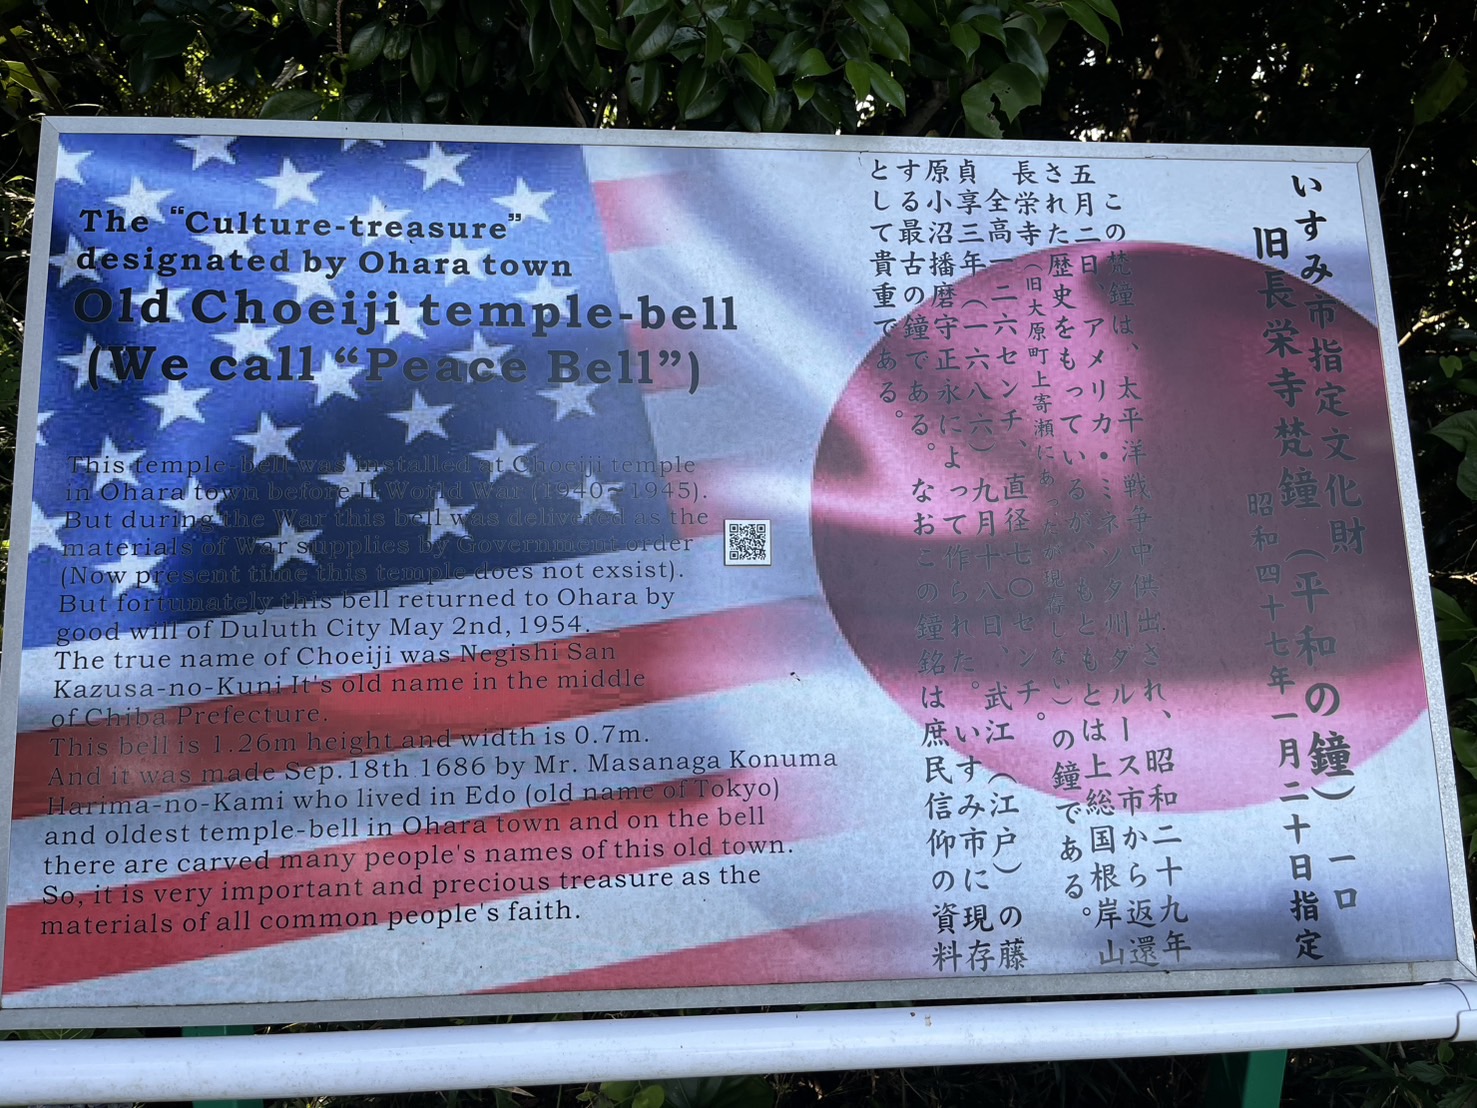 The “Culture-treasure”
designated by Ohara town
Old Choeiji temple-bell
(We call “Peace Bell”)
This temple-bell was installed at Choeiji temple
in Ohara town before II World War (1940~1945).
But during the War this bell was delivered as the
materials of War supplies by Government order
(Now present time this temple does not exsist).
But fortunately this bell returned to Ohara by
good will of Duluth City May 2nd, 1954.
The true name of Choeiji was Negishi San
Kazusa-no-Kuni It's old name in the middle
of Chiba Prefecture.
This bell is 1.26m height and width is 0.7m.
And it was made Sep.18th 1686 by Mr. Masanaga Konuma
Harima-no-Kami who lived in Edo (old name of Tokyo)
and oldest temple-bell in Ohara town and on the bell
there are carved many people's names of this old town.
So, it is very important and precious treasure as the
materials of all common people's faith.
いすみ市指定文化財
旧長栄寺梵鐘(平和の鐘) 一口
昭和四十七年一月二十日指定
この梵鐘は、太平洋戦争中供出され、昭和二十九年
五月二日、アメリカ・ミネソタ州ダルース市から返還
された歴史をもっているが、もともとは上総国根岸山
長栄寺(旧大原町上寄瀬にあったが現存しない)の鐘である。
全高一二六センチ、直径七〇センチ。
貞享三年(一六八六)九月十八日、武江(江戸)の藤
原小沼播磨守正永によって作られた。いすみ市に現存
する最古の鐘である。なおこの鐘銘は庶民信仰の資料
として貴重である。